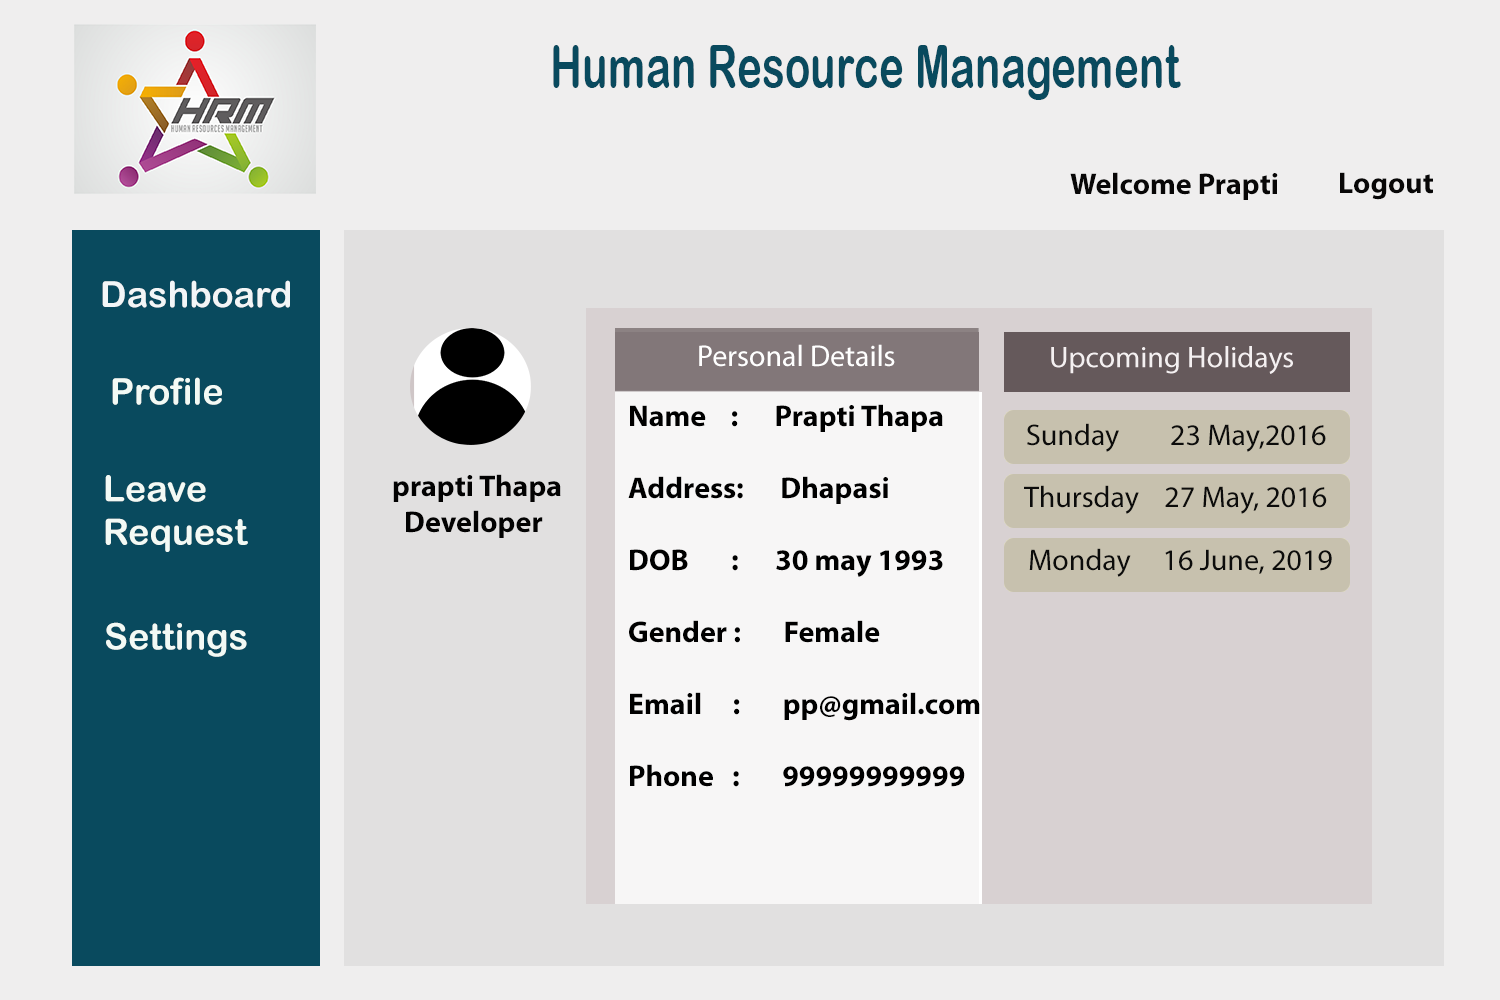 HRM
HUMAN RESOURCES MANAGEMENT
Human Resource Management
Welcome Prapti Logout
Dashboard
Profile
Leave
Request
Settings
prapti Thapa
Developer
Personal Details
Name : Prapti Thapa
Address: Dhapasi
DOB : 30 may 1993
Gender : Female
Email : pp@gmail.com
Phone : 99999999999
Upcoming Holidays
Sunday 23 May,2016
Thursday 27 May, 2016
Monday 16 June, 2019